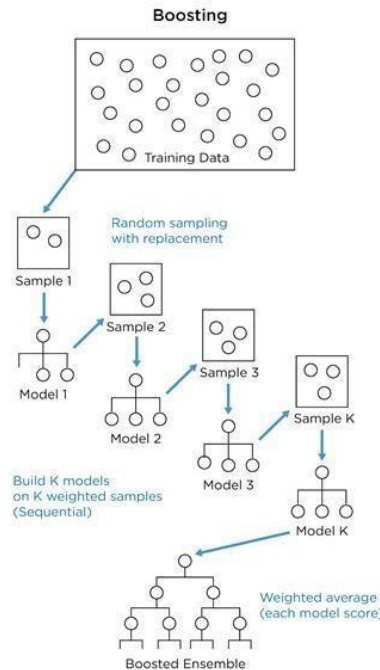 Boosting
Training Data
Random sampling
with replacement
Sample 1
Sample 2
Model 1
Sample 3
Model 2
Sample K
Model 3
Build K models
on K weighted samples
(Sequential)
Model K
Weighted average
(each model score)
Boosted Ensemble